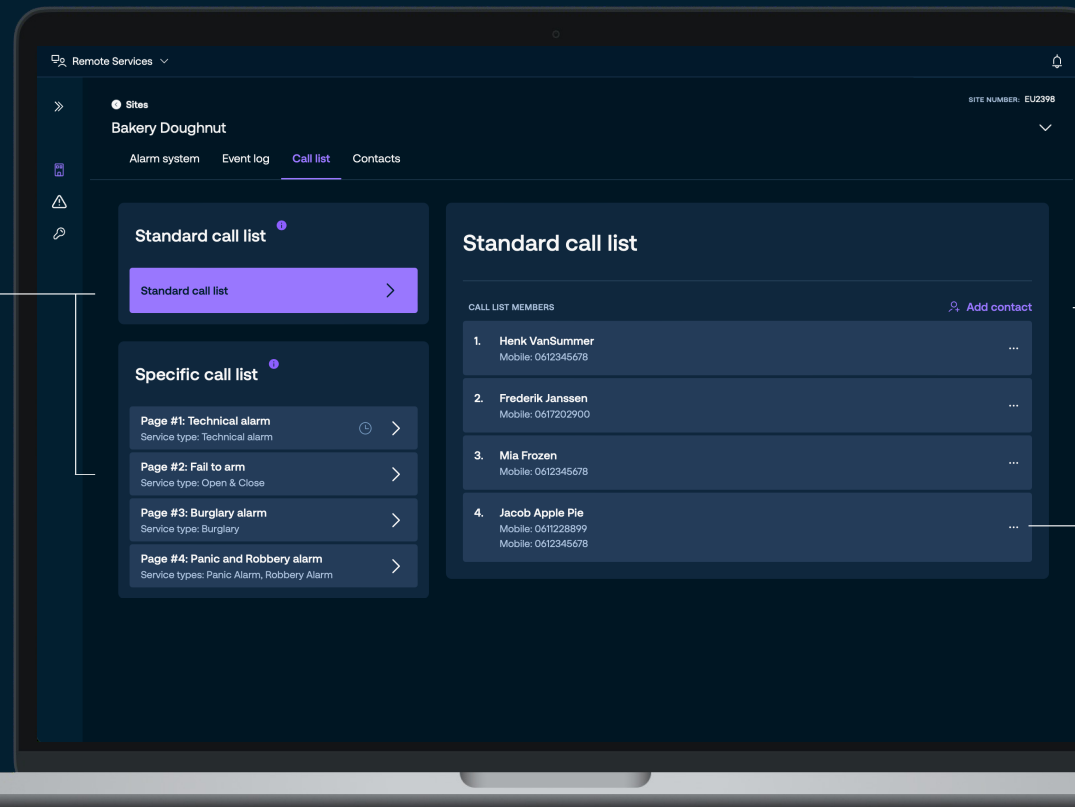 Remote Services
Sites
SITE NUMBER: EU2398
Bakery Doughnut
Alarm system Event log Call list Contacts
Standard call list
Standard call list
Specific call list
Page #1: Technical alarm
Service type: Technical alarm
Page #2: Fail to arm
Service type: Open & Close
Page #3: Burglary alarm
Service type: Burglary
Page #4: Panic and Robbery alarm
Service types: Panic Alarm, Robbery Alarm
Standard call list
CALL LIST MEMBERS
Add contact
1. Henk VanSummer
Mobile: 0612345678
2. Frederik Janssen
Mobile: 0617202900
3. Mia Frozen
Mobile: 0612345678
4. Jacob Apple Pie
Mobile: 0611228899
Mobile: 0612345678